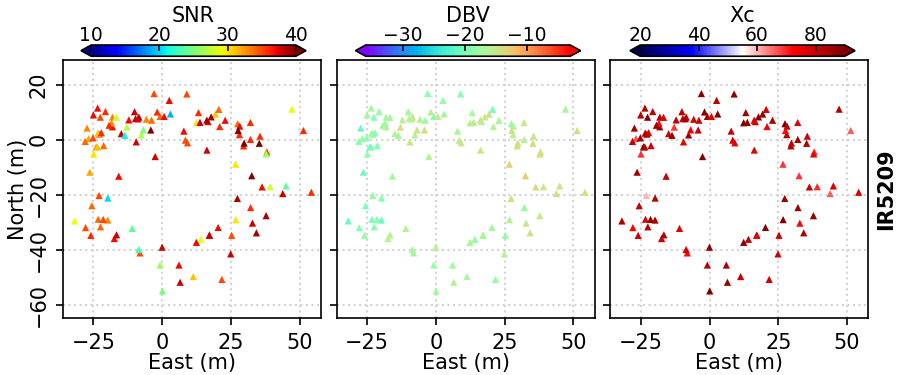 SNR DBV Xc
10 20 30 40 −30 −20 −10 20 40 60 80
20
0
−20
−40
−60
North (m)
IR5209
−25 0 25 50 −25 0 25 50 −25 0 25 50
East (m) East (m) East (m)